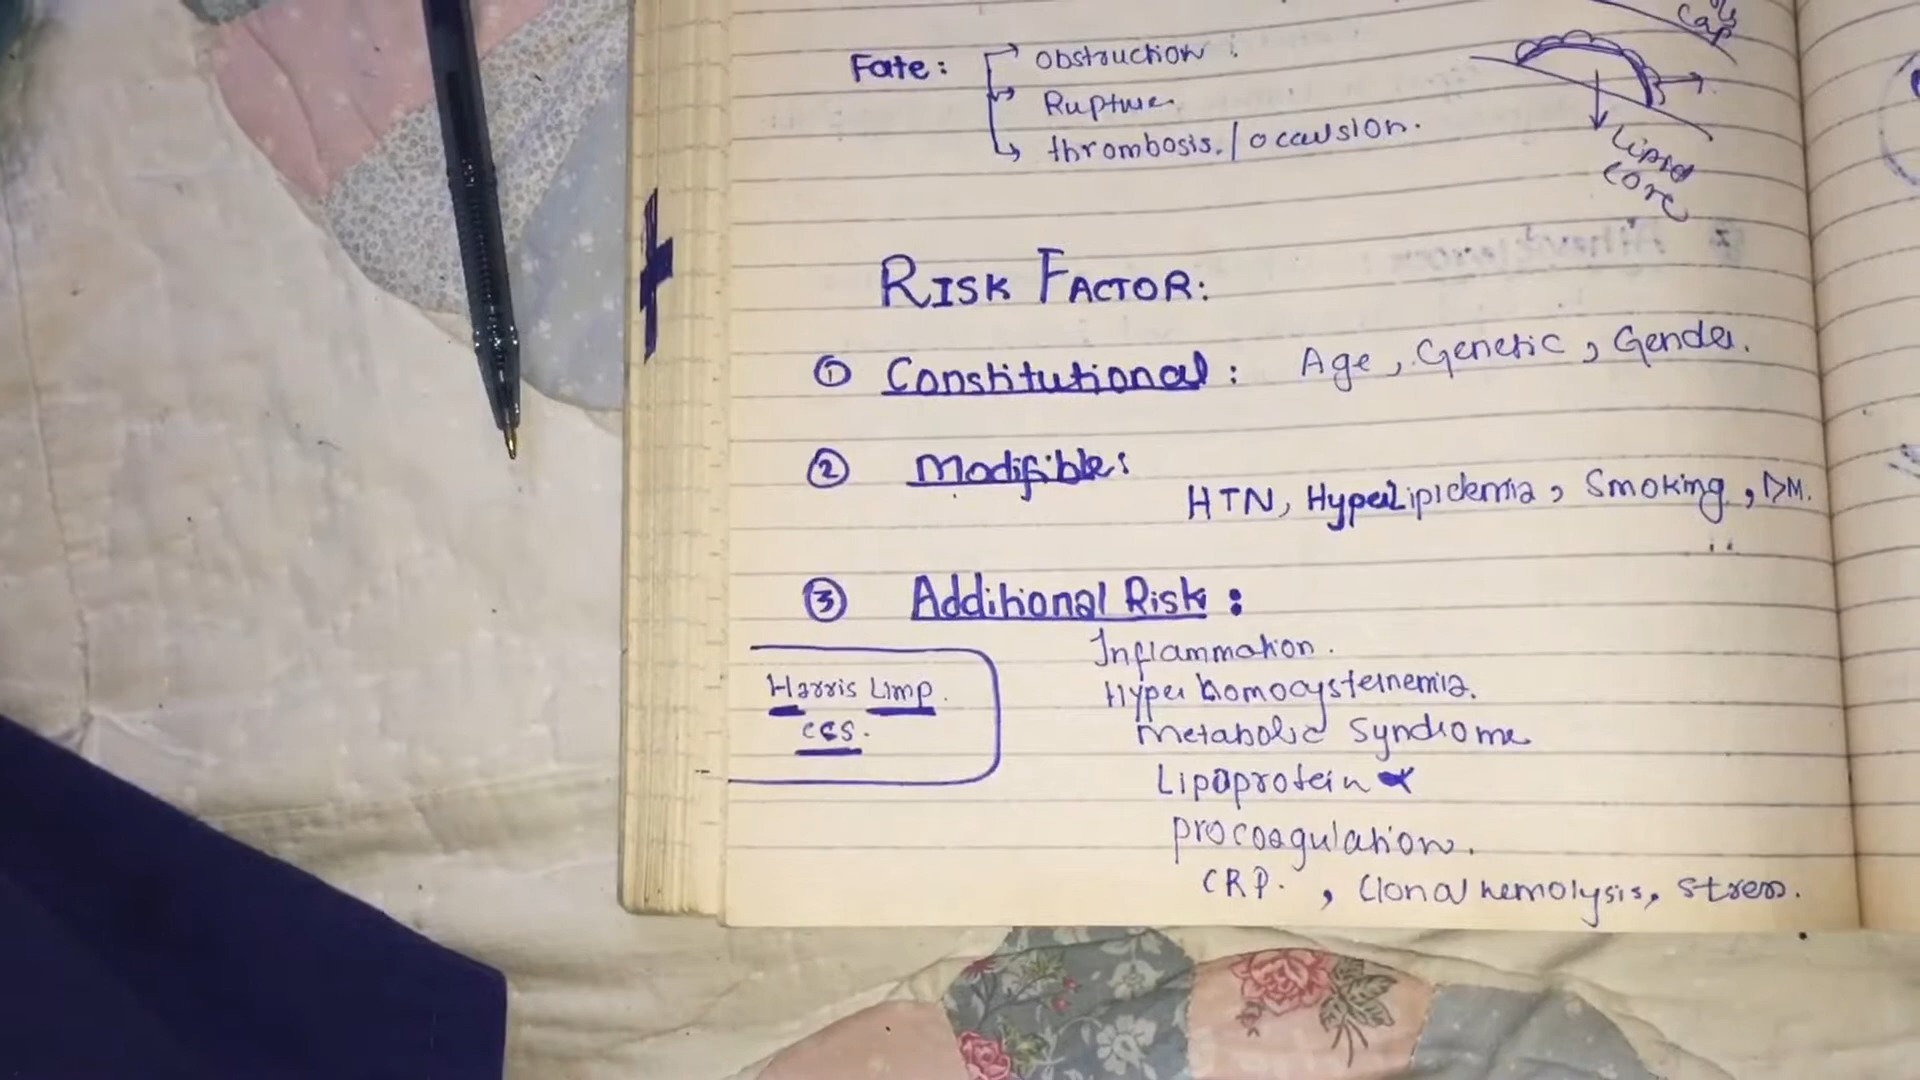 Cap
Fate: obstruction:
Rupture
thrombosis./occulsion.
Lipid
core
RISK FACTOR:
① Constitutional: Age, Genetic, Gender.
② Modifible:
HTN, HyperLipidemia, Smoking, DM.
③ Additional Risk:
Inflammation.
Harris Limp.
ccs.
Hyper homocysteinemia.
Metabolic Syndrome
Lipoprotein
procoagulation.
CRP. , Clonal hemolysis, stress.